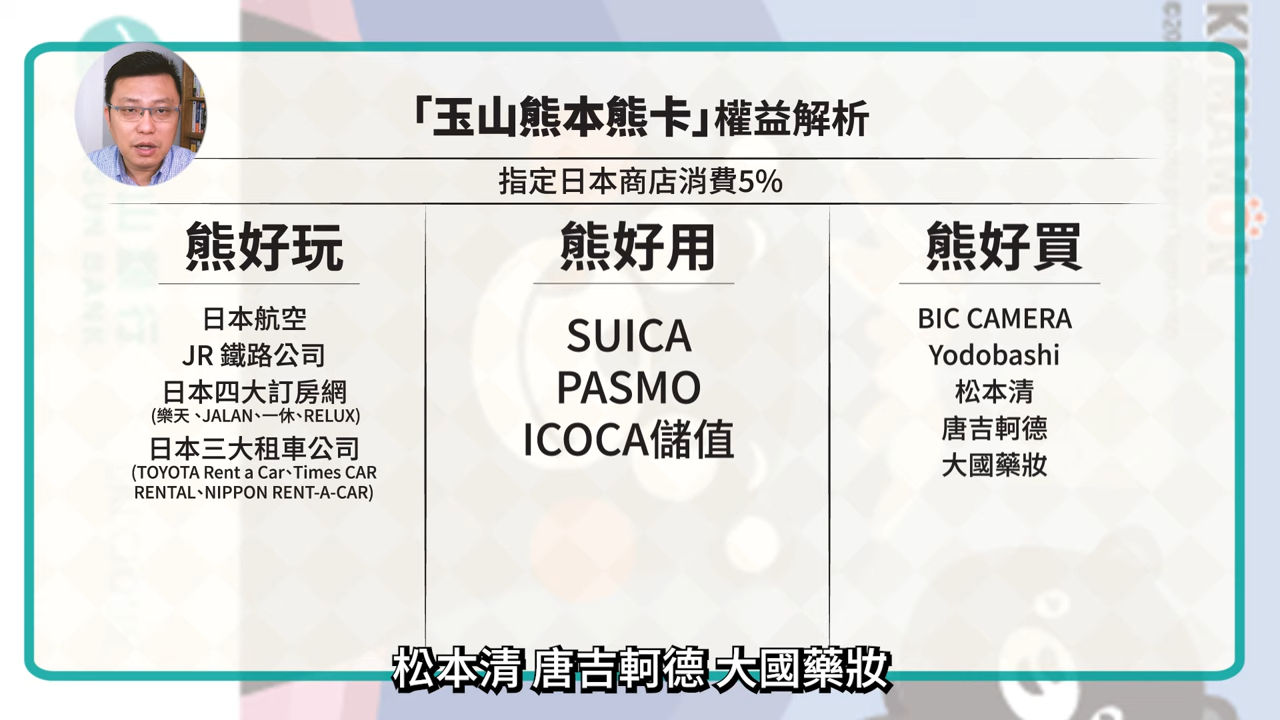 「玉山熊本熊卡」權益解析
指定日本商店消費5%
熊好玩
日本航空
JR 鐵路公司
日本四大訂房網
(樂天、JALAN、一休、RELUX)
日本三大租車公司
(TOYOTA Rent a Car、Times CAR
RENTAL、NIPPON RENT-A-CAR)
熊好用
SUICA
PASMO
ICOCA儲值
熊好買
BIC CAMERA
Yodobashi
松本清
唐吉軻德
大國藥妝
松本清 唐吉軻德 大國藥妝